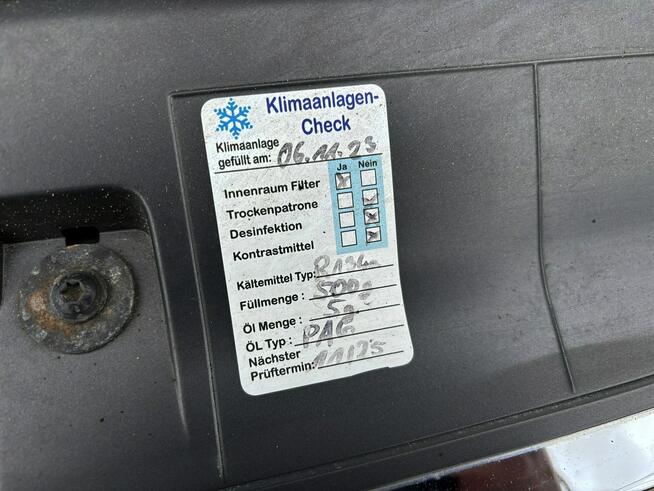 Klimaanlagen-
Check
Klimaanlage
gefüllt am: 06.11.23
Ja Nein
Innenraum Filter
Trockenpatrone
Desinfektion
Kontrastmittel
Kältemittel Typ: R134a
Füllmenge : 500g
Öl Menge : 5g
ÖL Typ : PAG
Nächster
Prüftermin: 11/25